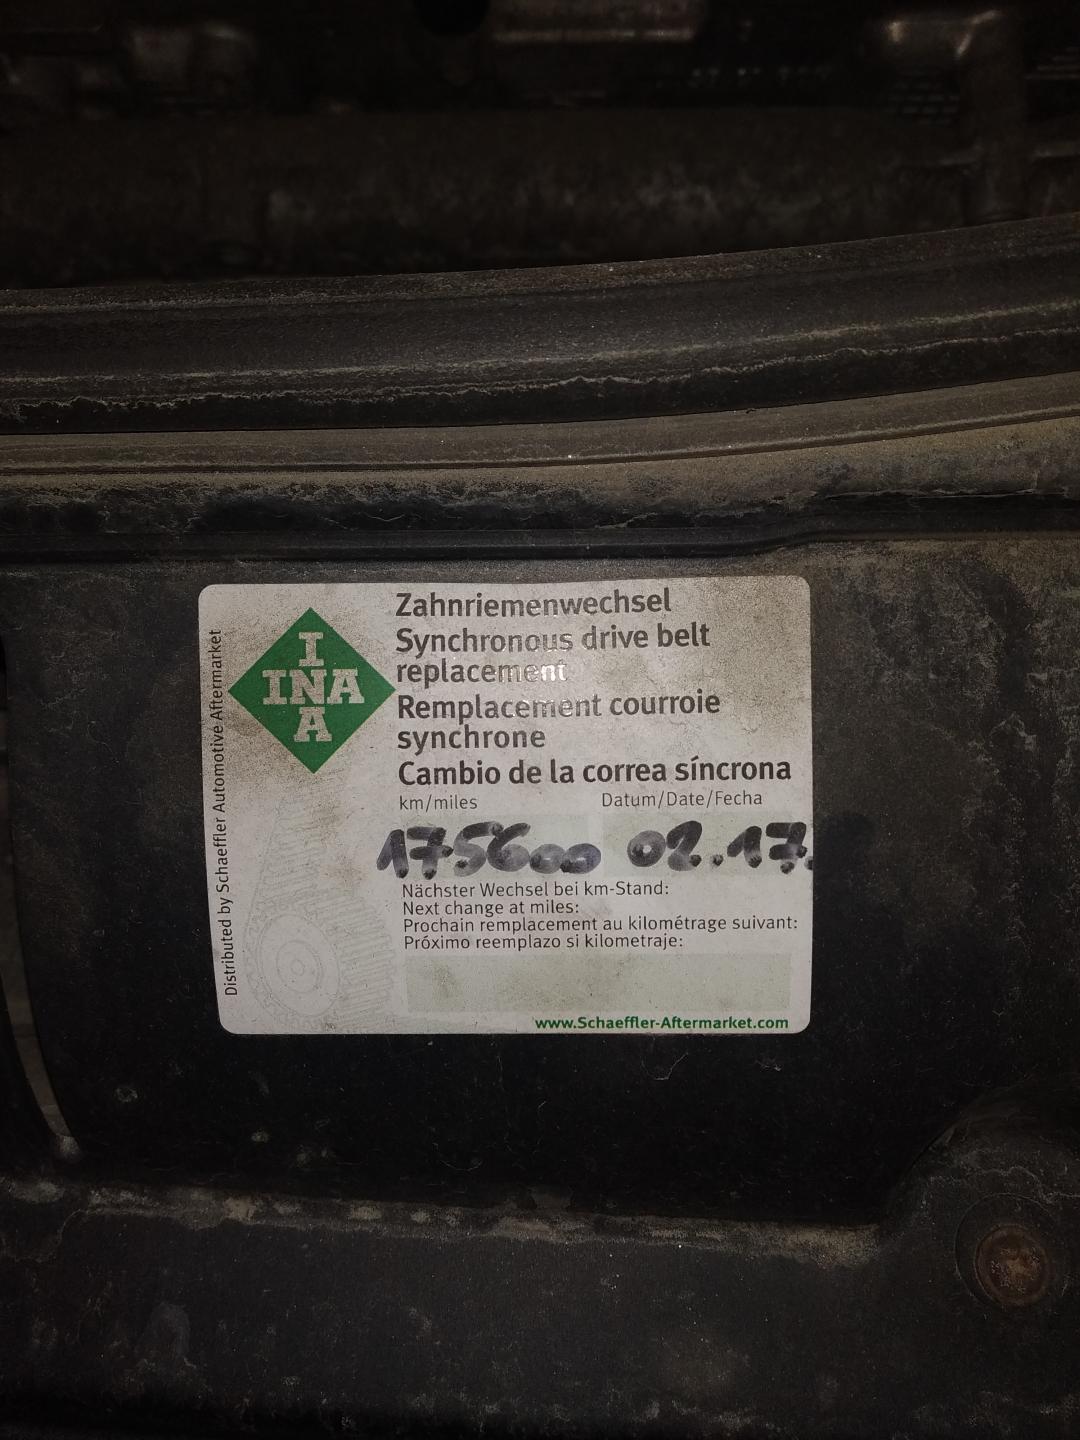 INA
INA
Distributed by Schaeffler Automotive Aftermarket
Zahnriemenwechsel
Synchronous drive belt
replacement
Remplacement courroie
synchrone
Cambio de la correa síncrona
km/miles Datum/Date/Fecha
175600 02.17.
Nächster Wechsel bei km-Stand:
Next change at miles:
Prochain remplacement au kilométrage suivant:
Próximo reemplazo si kilometraje:
www.Schaeffler-Aftermarket.com